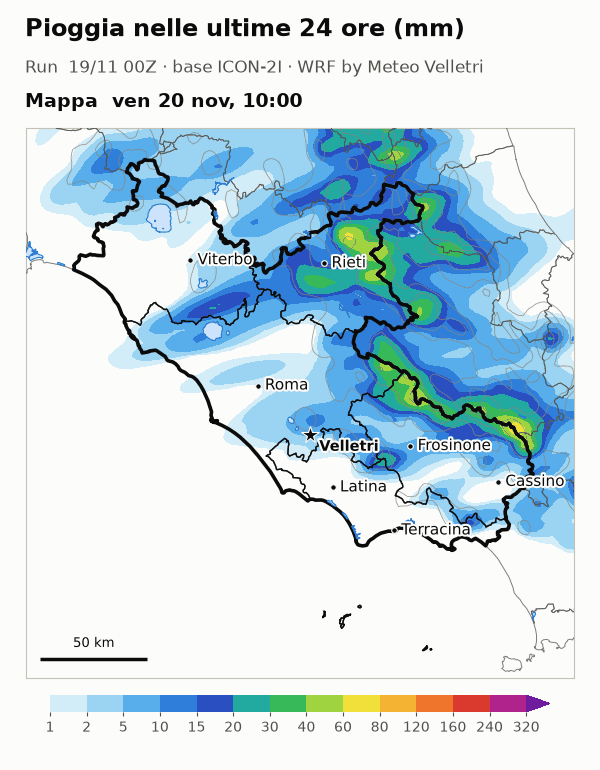 Pioggia nelle ultime 24 ore (mm)
Run  19/11 00Z · base ICON-2I · WRF by Meteo Velletri
Mappa  ven 20 nov, 10:00
Viterbo
Rieti
Roma
Velletri
Frosinone
Cassino
Latina
Terracina
50 km
1 2 5 10 15 20 30 40 60 80 120 160 240 320